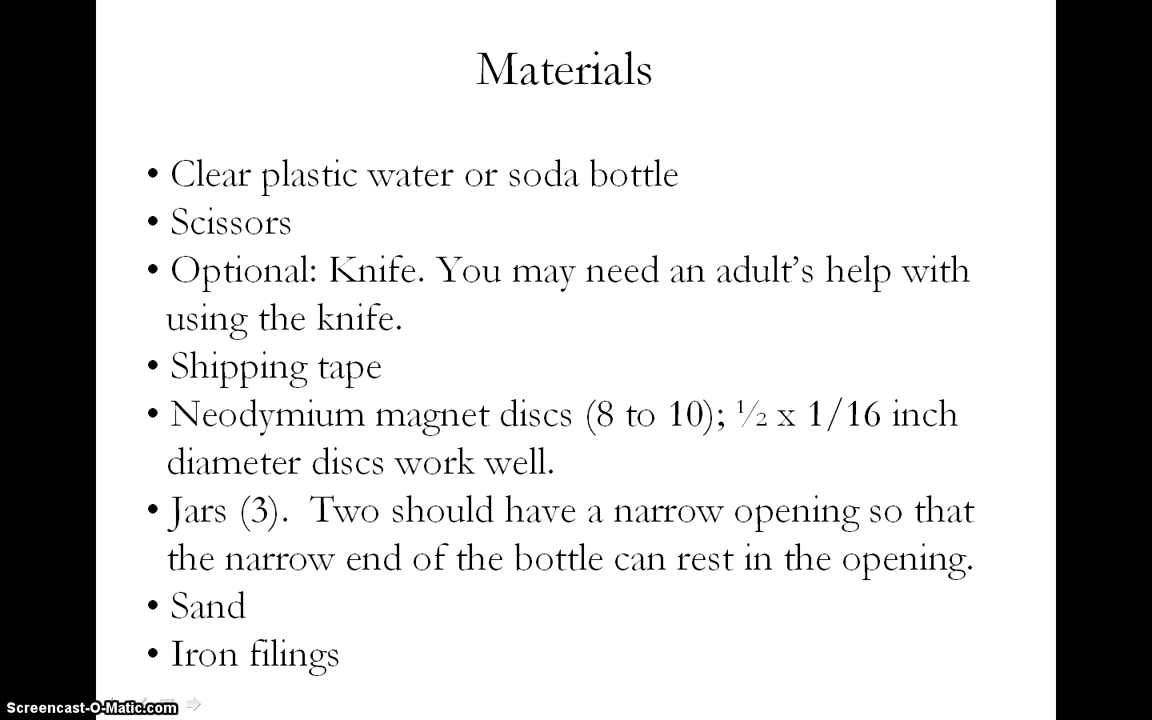 Materials
• Clear plastic water or soda bottle
• Scissors
• Optional: Knife. You may need an adult’s help with
using the knife.
• Shipping tape
• Neodymium magnet discs (8 to 10); ½ x 1/16 inch
diameter discs work well.
• Jars (3).  Two should have a narrow opening so that
the narrow end of the bottle can rest in the opening.
• Sand
• Iron filings
Screencast-O-Matic.com